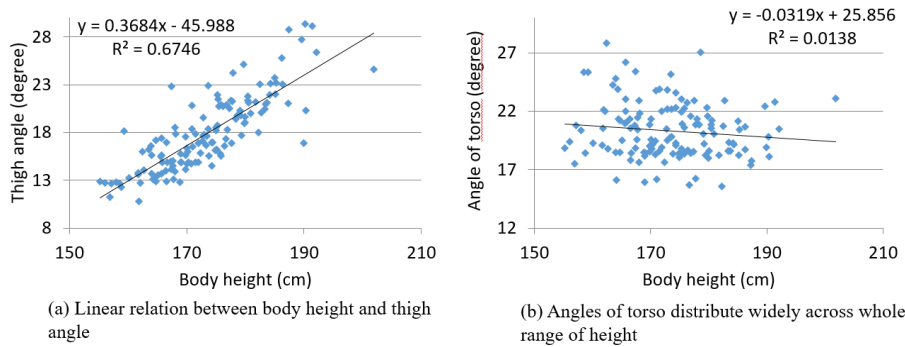 y = 0.3684x - 45.988
R² = 0.6746
28
23
18
13
8
150
170
190
210
Thigh angle (degree)
Body height (cm)
(a) Linear relation between body height and thigh
angle
y = -0.0319x + 25.856
R² = 0.0138
27
22
17
12
150
170
190
210
Angle of torso (degree)
Body height (cm)
(b) Angles of torso distribute widely across whole
range of height